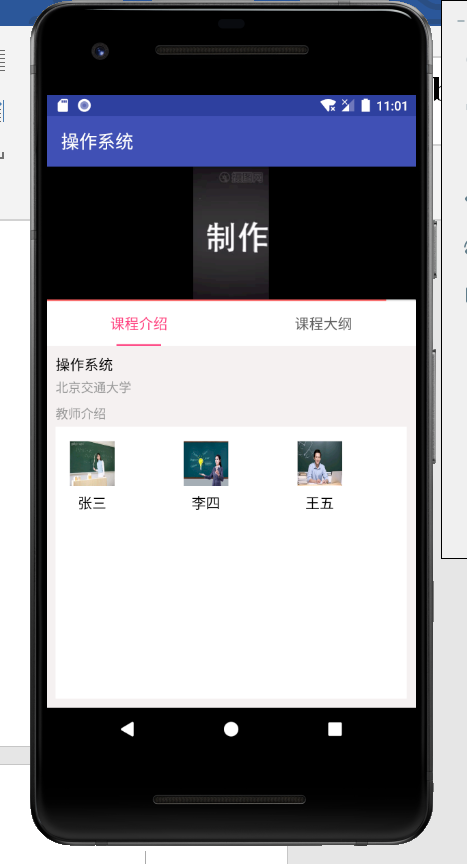 11:01
操作系统
制作
课程介绍
课程大纲
操作系统
北京交通大学
教师介绍
张三
李四
王五